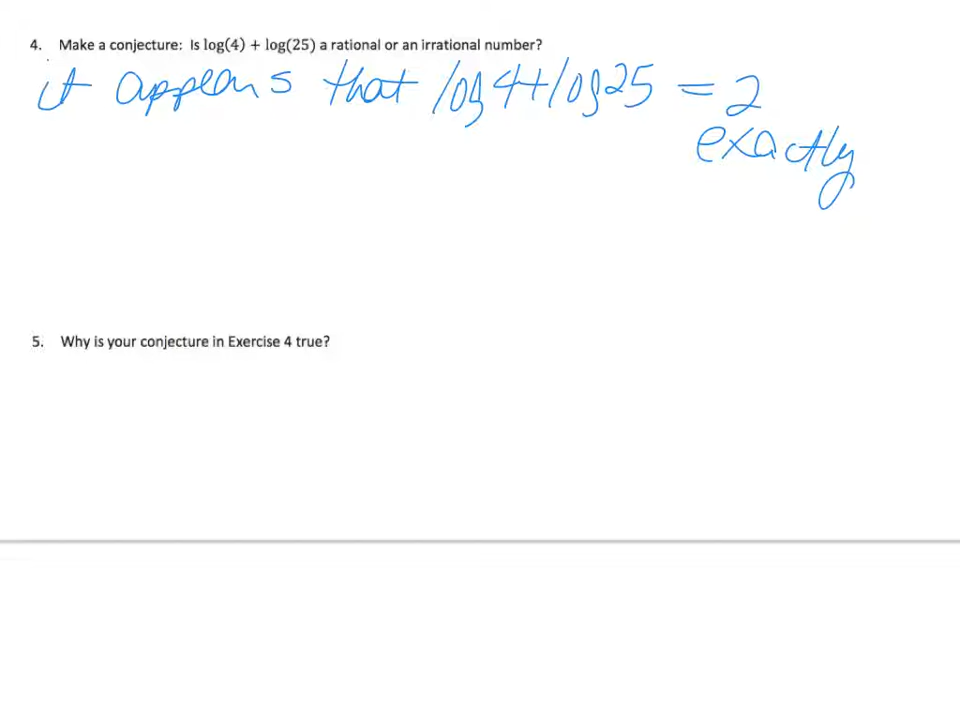 4. Make a conjecture: Is log(4) + log(25) a rational or an irrational number?
it appears that log4+log25 = 2
exactly
5. Why is your conjecture in Exercise 4 true?